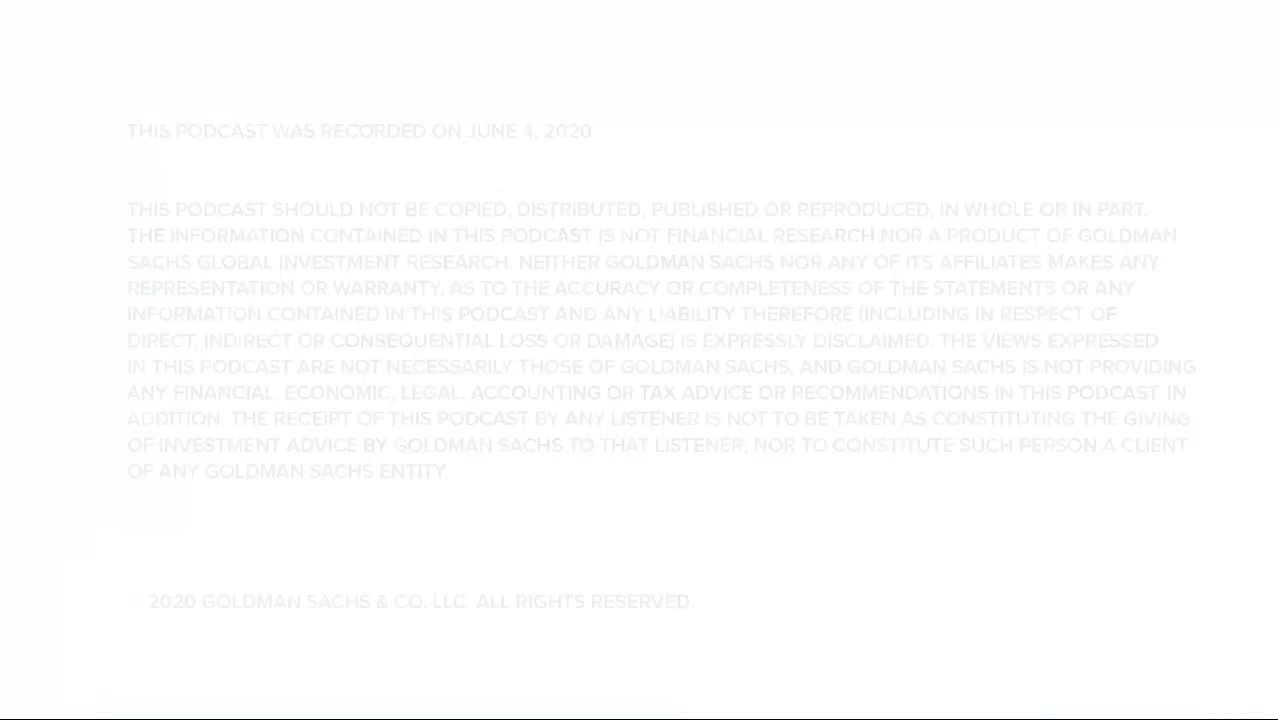 THIS PODCAST WAS RECORDED ON JUNE 4, 2020
THIS PODCAST SHOULD NOT BE COPIED, DISTRIBUTED, PUBLISHED OR REPRODUCED, IN WHOLE OR IN PART.
THE INFORMATION CONTAINED IN THIS PODCAST IS NOT FINANCIAL RESEARCH NOR A PRODUCT OF GOLDMAN
SACHS GLOBAL INVESTMENT RESEARCH. NEITHER GOLDMAN SACHS NOR ANY OF ITS AFFILIATES MAKES ANY
REPRESENTATION OR WARRANTY, AS TO THE ACCURACY OR COMPLETENESS OF THE STATEMENTS OR ANY
INFORMATION CONTAINED IN THIS PODCAST AND ANY LIABILITY THEREFORE (INCLUDING IN RESPECT OF
DIRECT, INDIRECT OR CONSEQUENTIAL LOSS OR DAMAGE) IS EXPRESSLY DISCLAIMED. THE VIEWS EXPRESSED
IN THIS PODCAST ARE NOT NECESSARILY THOSE OF GOLDMAN SACHS, AND GOLDMAN SACHS IS NOT PROVIDING
ANY FINANCIAL, ECONOMIC, LEGAL, ACCOUNTING OR TAX ADVICE OR RECOMMENDATIONS IN THIS PODCAST. IN
ADDITION, THE RECEIPT OF THIS PODCAST BY ANY LISTENER IS NOT TO BE TAKEN AS CONSTITUTING THE GIVING
OF INVESTMENT ADVICE BY GOLDMAN SACHS TO THAT LISTENER, NOR TO CONSTITUTE SUCH PERSON A CLIENT
OF ANY GOLDMAN SACHS ENTITY.
© 2020 GOLDMAN SACHS & CO. LLC. ALL RIGHTS RESERVED.